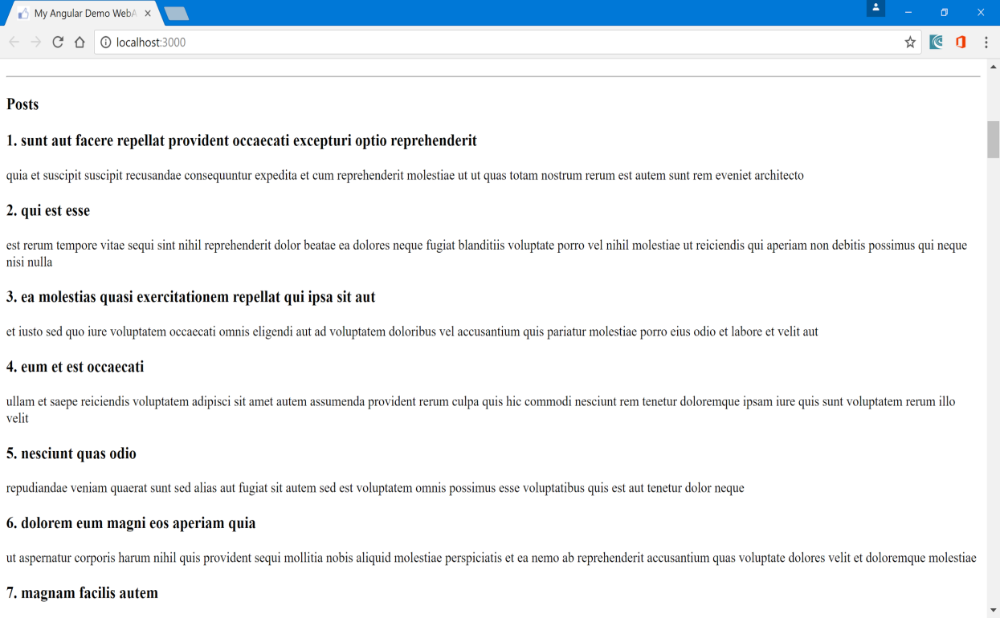 My Angular Demo WebA
localhost:3000
Posts
1. sunt aut facere repellat provident occaecati excepturi optio reprehenderit
quia et suscipit suscipit recusandae consequuntur expedita et cum reprehenderit molestiae ut ut quas totam nostrum rerum est autem sunt rem eveniet architecto
2. qui est esse
est rerum tempore vitae sequi sint nihil reprehenderit dolor beatae ea dolores neque fugiat blanditiis voluptate porro vel nihil molestiae ut reiciendis qui aperiam non debitis possimus qui neque
nisi nulla
3. ea molestias quasi exercitationem repellat qui ipsa sit aut
et iusto sed quo iure voluptatem occaecati omnis eligendi aut ad voluptatem doloribus vel accusantium quis pariatur molestiae porro eius odio et labore et velit aut
4. eum et est occaecati
ullam et saepe reiciendis voluptatem adipisci sit amet autem assumenda provident rerum culpa quis hic commodi nesciunt rem tenetur doloremque ipsam iure quis sunt voluptatem rerum illo
velit
5. nesciunt quas odio
repudiandae veniam quaerat sunt sed alias aut fugiat sit autem sed est voluptatem omnis possimus esse voluptatibus quis est aut tenetur dolor neque
6. dolorem eum magni eos aperiam quia
ut aspernatur corporis harum nihil quis provident sequi mollitia nobis aliquid molestiae perspiciatis et ea nemo ab reprehenderit accusantium quas voluptate dolores velit et doloremque molestiae
7. magnam facilis autem